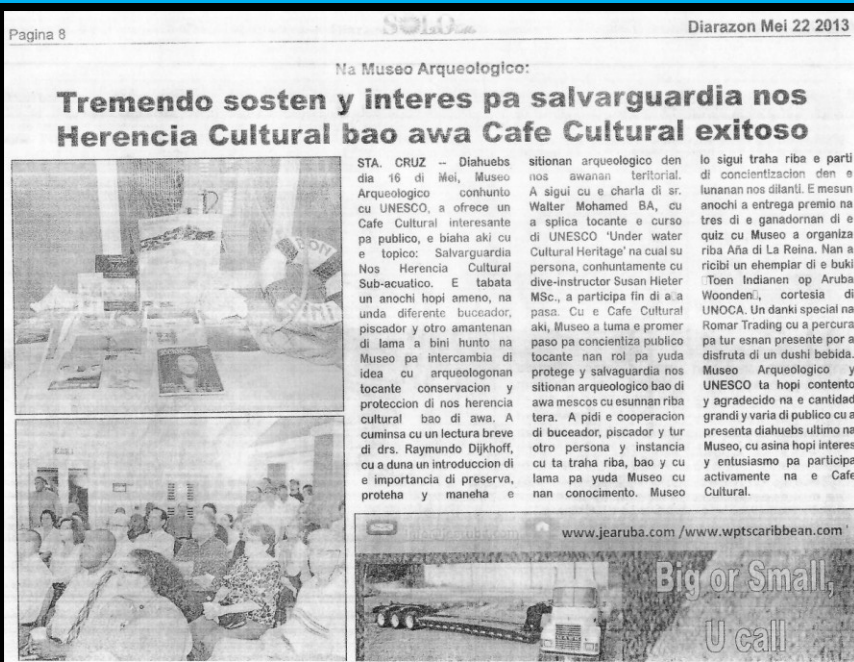 Pagina 8
SOLO
Diarazon Mei 22 2013
Na Museo Arqueologico:
Tremendo sosten y interes pa salvarguardia nos
Herencia Cultural bao awa Cafe Cultural exitoso
STA. CRUZ -- Diahuebs
dia 16 di Mei, Museo
Arqueologico conhunto
cu UNESCO, a ofrece un
Cafe Cultural interesante
pa publico, e biaha aki cu
e topico: Salvarguardia
Nos Herencia Cultural
Sub-acuatico. E tabata
un anochi hopi ameno, na
unda diferente buceador,
piscador y otro amantenan
di lama a bini hunto na
Museo pa intercambia di
idea cu arqueologonan
tocante conservacion y
proteccion di nos herencia
cultural bao di awa. A
cuminsa cu un lectura breve
di drs. Raymundo Dijkhoff,
cu a duna un introduccion di
e importancia di preserva,
proteha y maneha e
sitionan arqueologico den
nos awanan teritorial.
A sigui cu e charla di sr.
Walter Mohamed BA, cu
a splica tocante e curso
di UNESCO 'Under water
Cultural Heritage' na cual su
persona, conhuntamente cu
dive-instructor Susan Hieter
MSc., a participa fin di aña
pasa. Cu e Cafe Cultural
aki, Museo a tuma e promer
paso pa concientiza publico
tocante nan rol pa yuda
protege y salvaguardia nos
sitionan arqueologico bao di
awa mescos cu esunnan riba
tera. A pidi e cooperacion
di buceador, piscador y tur
otro persona y instancia
cu ta traha riba, bao y cu
lama pa yuda Museo cu
nan conocimento. Museo
lo sigui traha riba e parti
di concientizacion den e
lunanan nos dilanti. E mesun
anochi a entrega premio na
tres di e ganadornan di e
quiz cu Museo a organiza
riba Aña di La Reina. Nan a
ricibi un ehemplar di e buki
Toen Indianen op Aruba
Woonden, cortesia di
UNOCA. Un danki special na
Romar Trading cu a percura
pa tur esnan presente por a
disfruta di un dushi bebida.
Museo Arqueologico y
UNESCO ta hopi contento
y agradecido na e cantidad
grandi y varia di publico cu a
presenta diahuebs ultimo na
Museo, cu asina hopi interes
y entusiasmo pa participa
activamente na e Cafe
Cultural.
www.jearuba.com /www.wptscaribbean.com
Big or Small,
U call